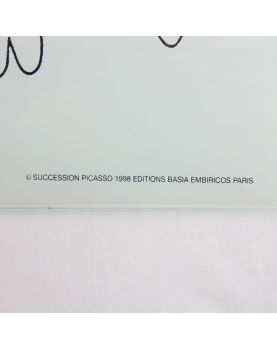 © SUCCESSION PICASSO 1998 EDITIONS BASIA EMBIRICOS PARIS